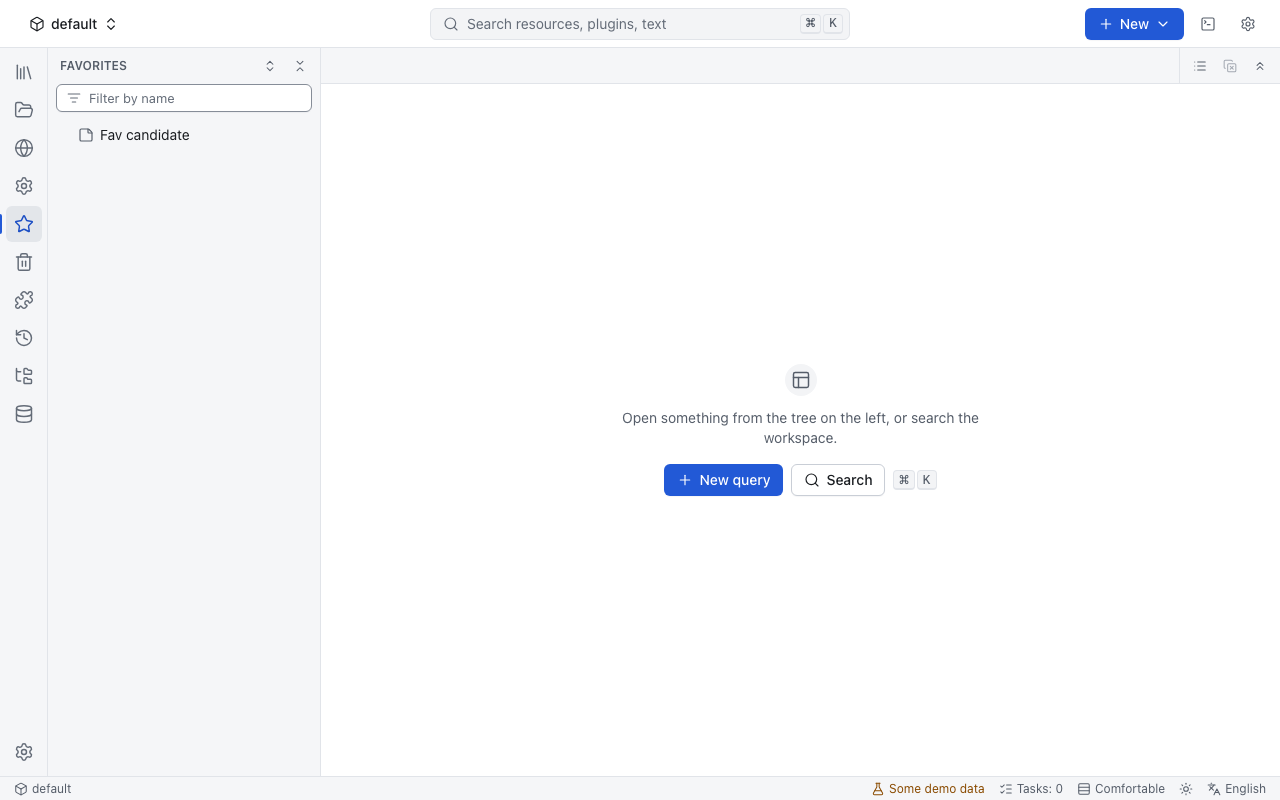 default
Search resources, plugins, text
⌘ K
New
FAVORITES
Filter by name
Fav candidate
Open something from the tree on the left, or search the
workspace.
New query
Search
⌘ K
default
Some demo data
Tasks: 0
Comfortable
English